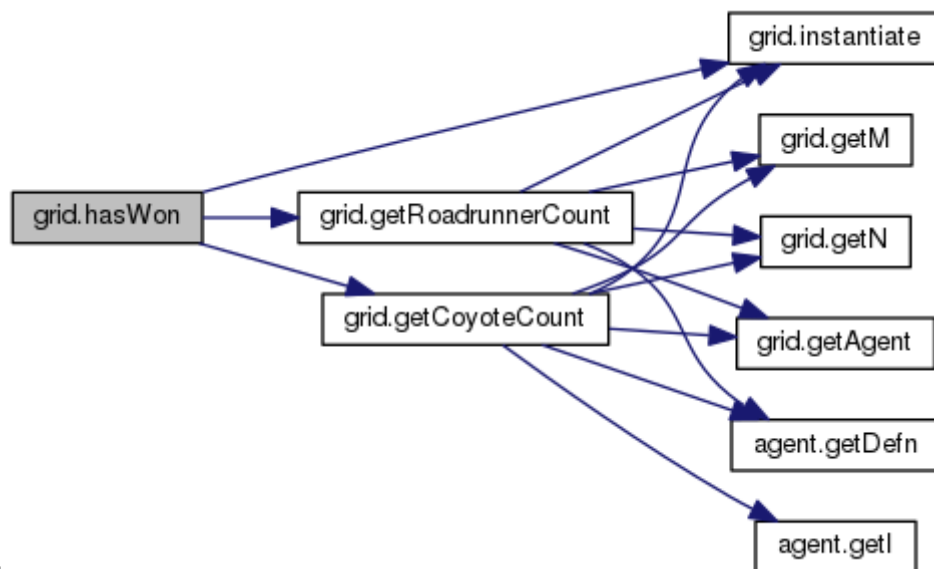 grid.instantiate
grid.getM
grid.hasWon
grid.getRoadrunnerCount
grid.getN
grid.getCoyoteCount
grid.getAgent
agent.getDefn
agent.getI